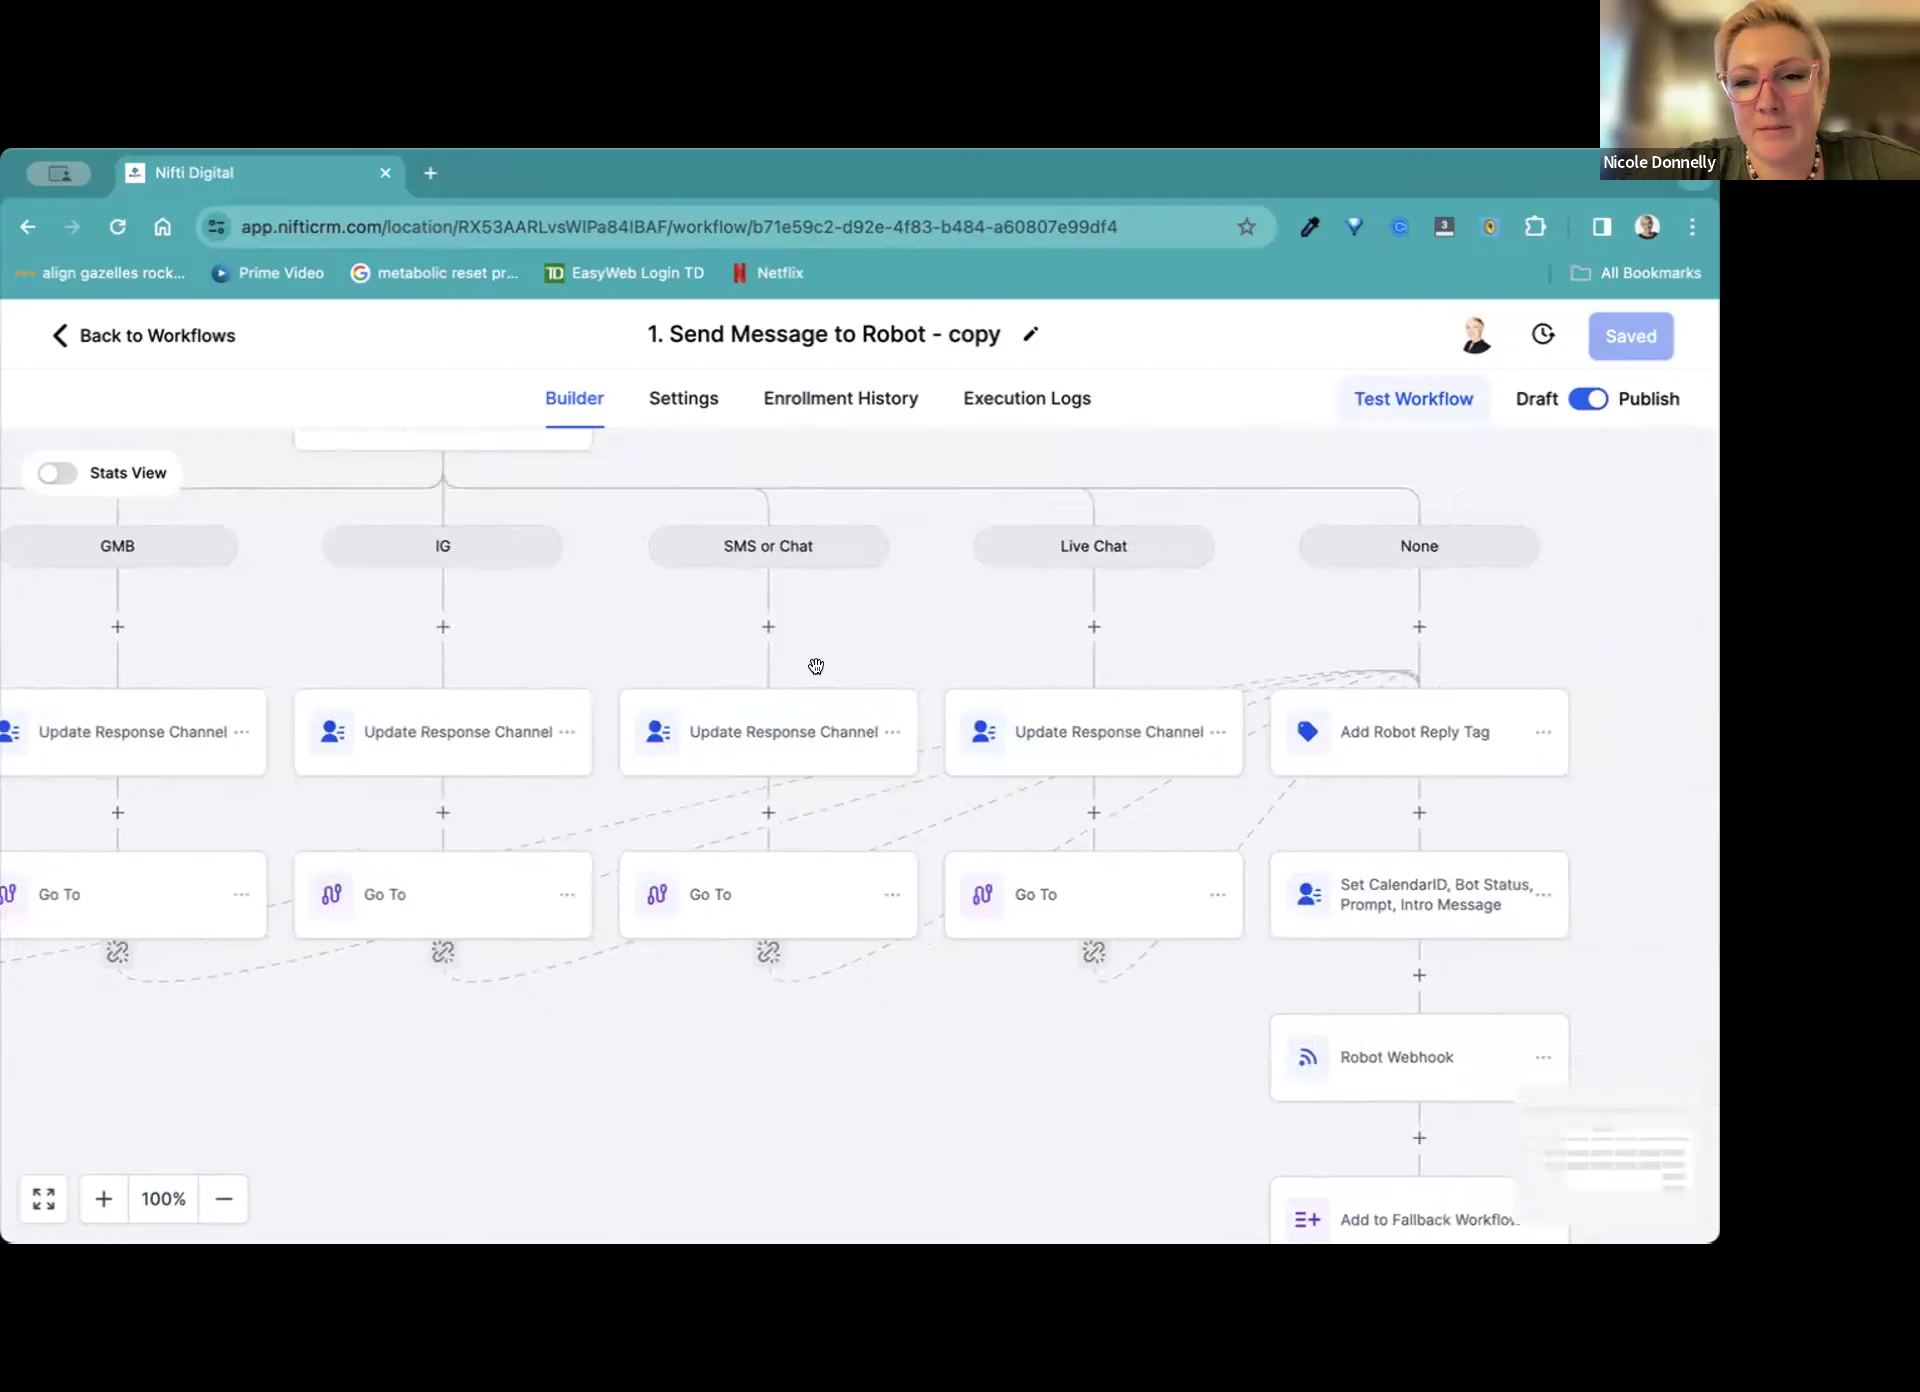 Nicole Donnelly
Nifti Digital
app.nifticrm.com/location/RX53AARLvsWIPa84IBAF/workflow/b71e59c2-d92e-4f83-b484-a60807e99df4
3
align gazelles rock...
Prime Video
metabolic reset pr...
EasyWeb Login TD
Netflix
All Bookmarks
Back to Workflows
1. Send Message to Robot - copy
Saved
Builder
Settings
Enrollment History
Execution Logs
Test Workflow
Draft
Publish
Stats View
GMB
IG
SMS or Chat
Live Chat
None
Update Response Channel
Update Response Channel
Update Response Channel
Update Response Channel
Add Robot Reply Tag
Go To
Go To
Go To
Go To
Set CalendarID, Bot Status,
Prompt, Intro Message
Robot Webhook
100%
Add to Fallback Workflow